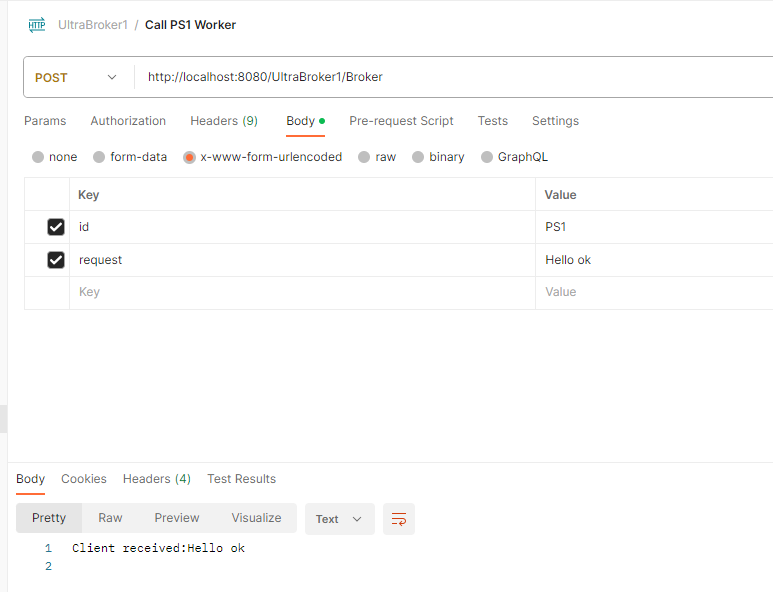 HTTP UltraBroker1 / Call PS1 Worker
POST http://localhost:8080/UltraBroker1/Broker
Params Authorization Headers (9) Body Pre-request Script Tests Settings
none form-data x-www-form-urlencoded raw binary GraphQL
Key Value
id PS1
request Hello ok
Key Value
Body Cookies Headers (4) Test Results
Pretty Raw Preview Visualize Text
1 Client received:Hello ok
2